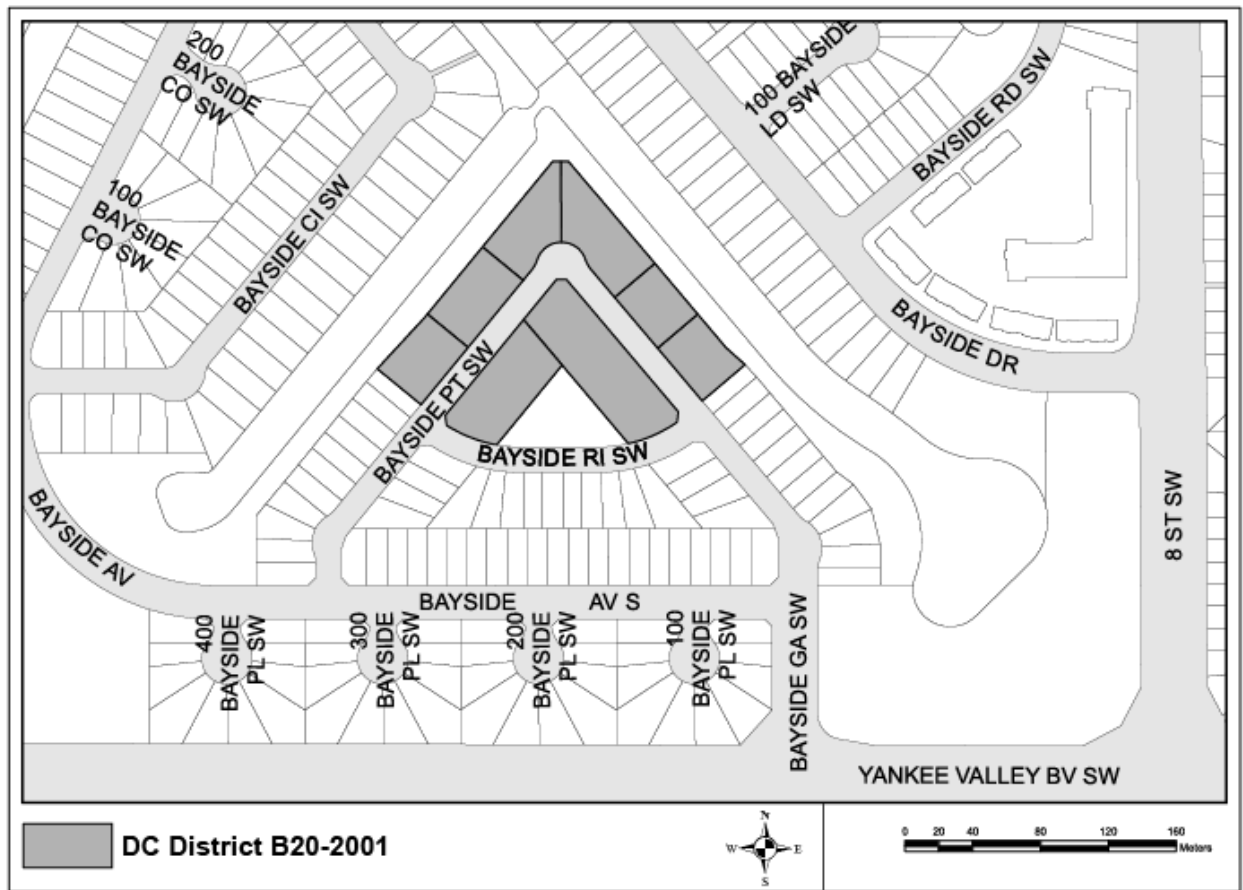 200
BAYSIDE
CO SW
100
BAYSIDE
CO SW
BAYSIDE CI SW
100 BAYSIDE
LD SW
BAYSIDE RD SW
BAYSIDE DR
BAYSIDE PT SW
BAYSIDE RI SW
8 ST SW
BAYSIDE AV
BAYSIDE AV S
400
BAYSIDE
PL SW
300
BAYSIDE
PL SW
200
BAYSIDE
PL SW
100
BAYSIDE
PL SW
BAYSIDE GA SW
YANKEE VALLEY BV SW
DC District B20-2001
N
W E
S
0 20 40 80 120 160
Meters